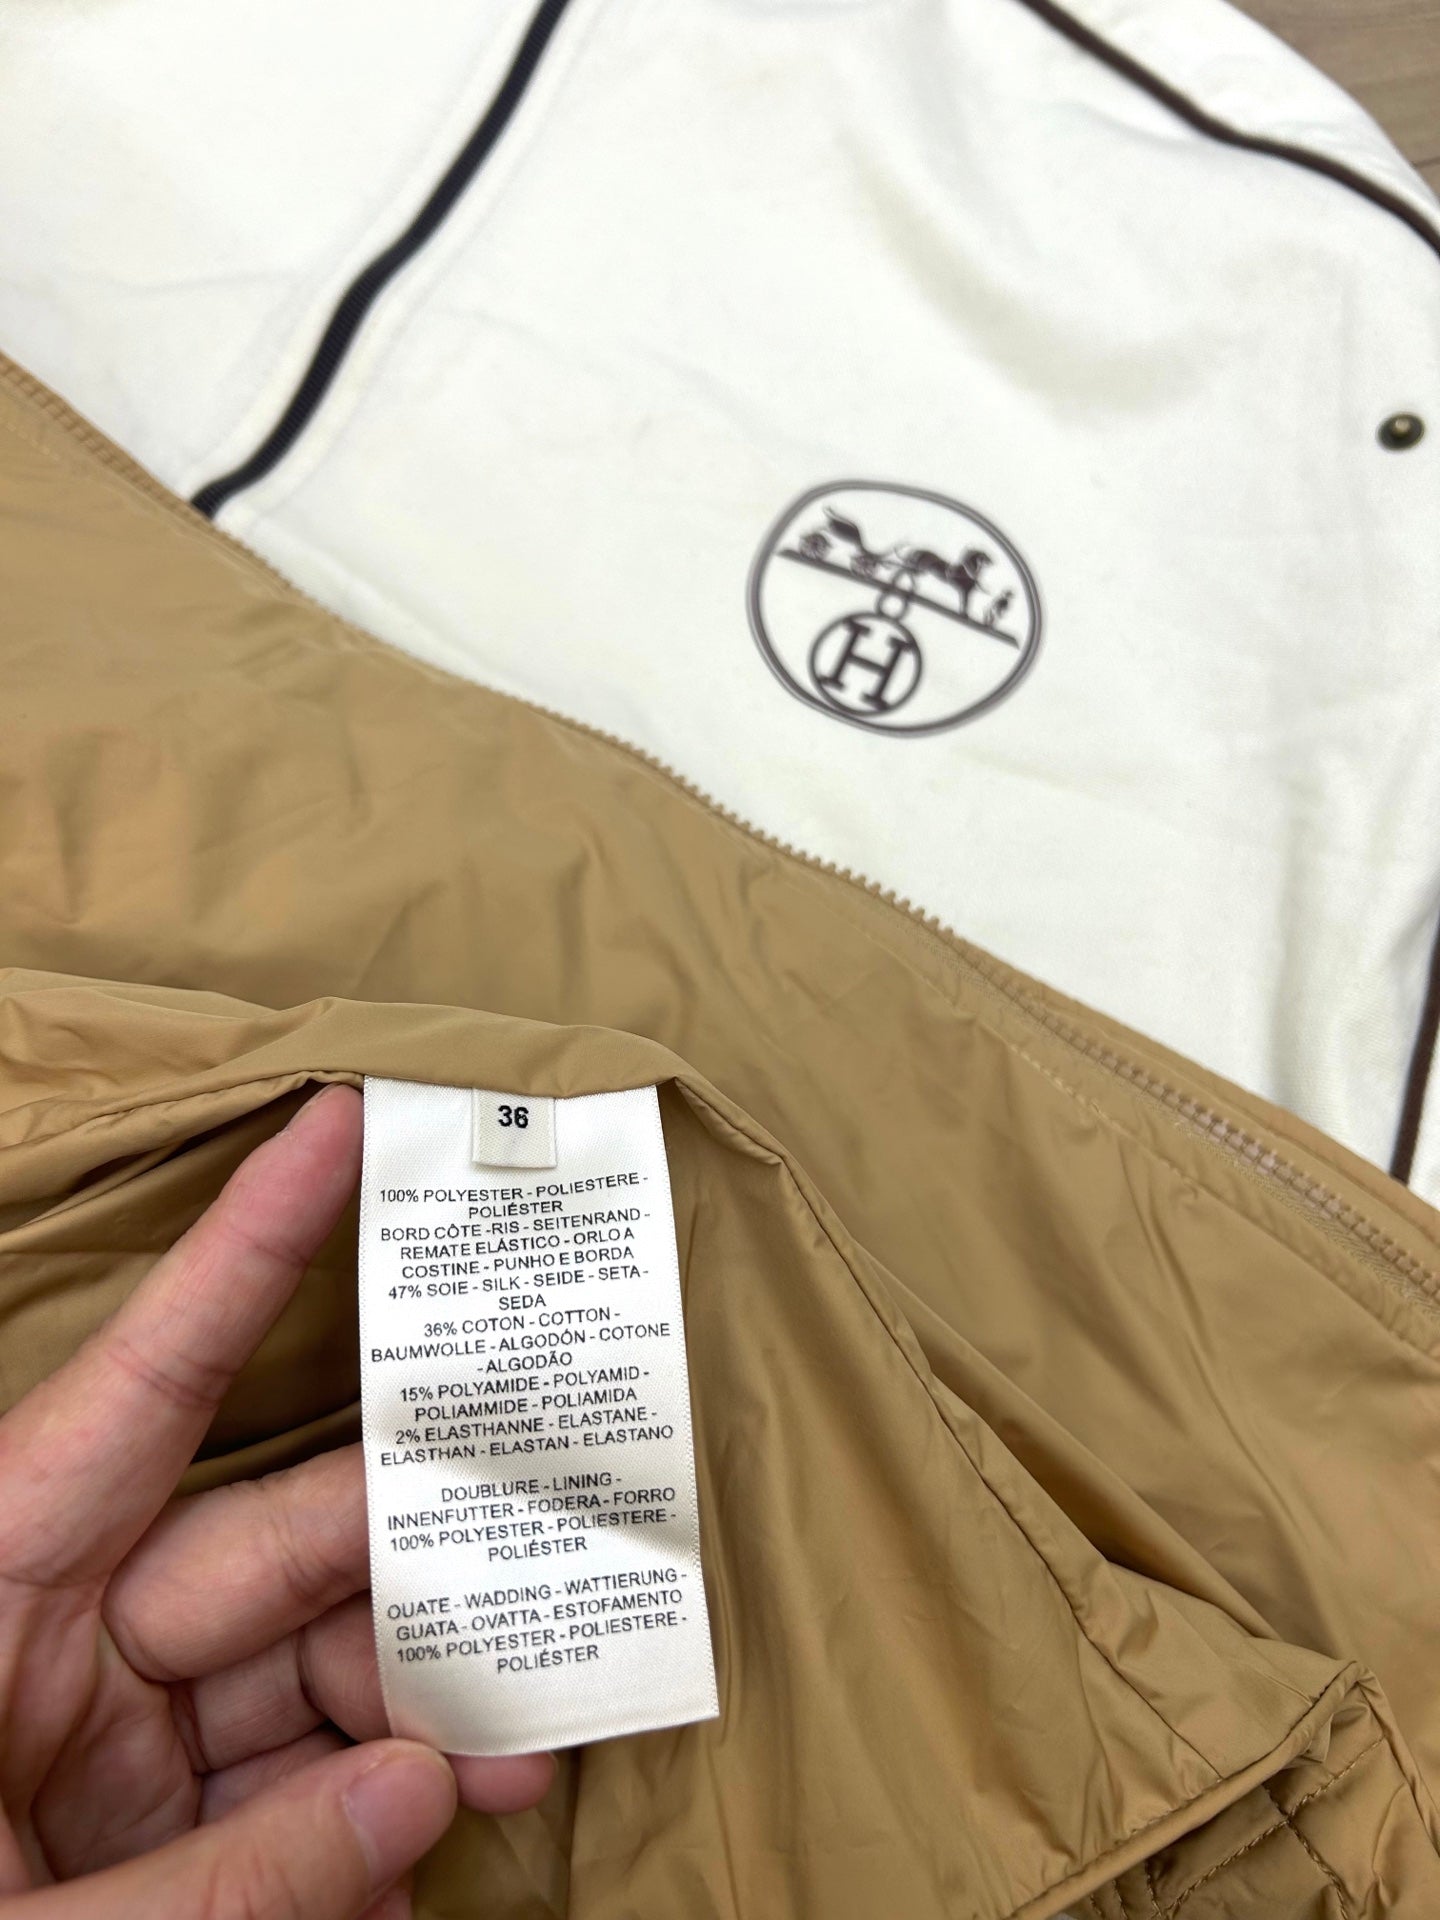 H
36
100% POLYESTER - POLIESTERE -
POLIÉSTER
BORD CÔTE -RIS - SEITENRAND -
REMATE ELÁSTICO - ORLO A
COSTINE - PUNHO E BORDA
47% SOIE - SILK - SEIDE - SETA -
SEDA
36% COTON - COTTON -
BAUMWOLLE - ALGODÓN - COTONE
- ALGODÃO
15% POLYAMIDE - POLYAMID -
POLIAMMIDE - POLIAMIDA
2% ELASTHANNE - ELASTANE -
ELASTHAN - ELASTAN - ELASTANO
DOUBLURE - LINING -
INNENFUTTER - FODERA - FORRO
100% POLYESTER - POLIESTERE -
POLIÉSTER
OUATE - WADDING - WATTIERUNG -
GUATA - OVATTA - ESTOFAMENTO
100% POLYESTER - POLIESTERE -
POLIÉSTER